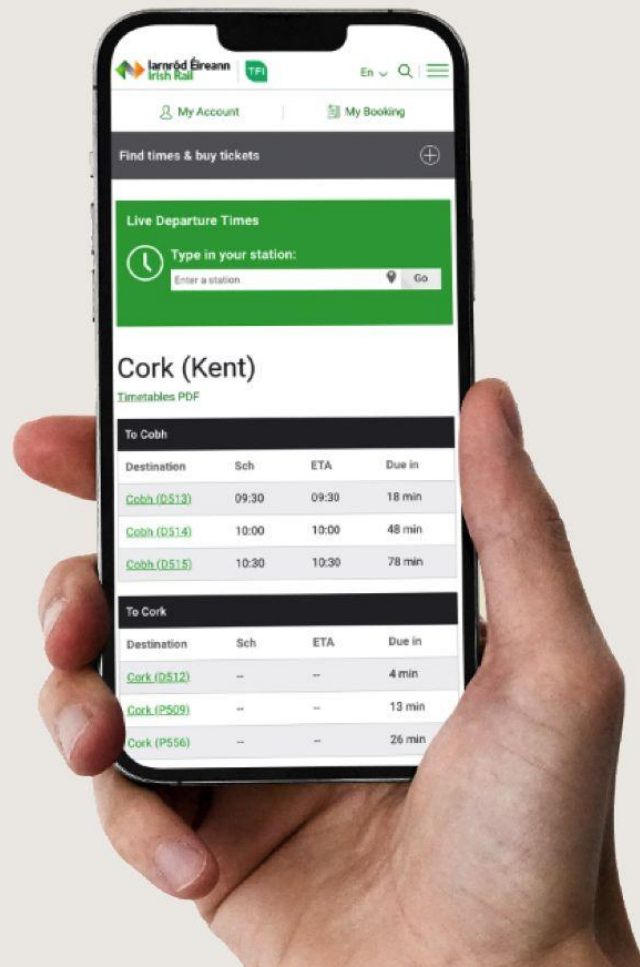 Iarnród Éireann
Irish Rail
TFI
En
My Account
My Booking
Find times & buy tickets
Live Departure Times
Type in your station:
Enter a station
Go
Cork (Kent)
Timetables PDF
To Cobh
Destination Sch ETA Due in
Cobh (D513) 09:30 09:30 18 min
Cobh (D514) 10:00 10:00 48 min
Cobh (D515) 10:30 10:30 78 min
To Cork
Destination Sch ETA Due in
Cork (D512) -- -- 4 min
Cork (P509) -- -- 13 min
Cork (P556) -- -- 26 min